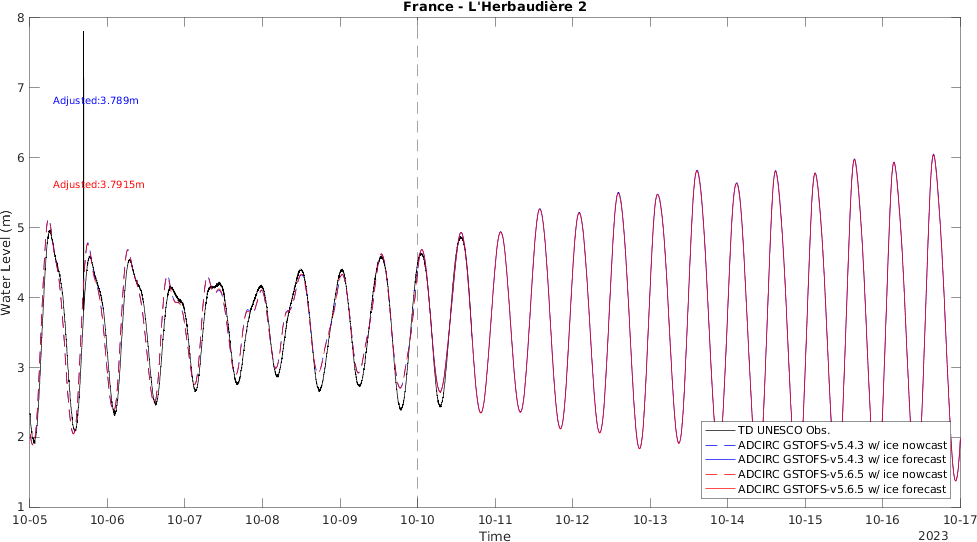 France - L'Herbaudière 2
8
7
6
5
4
3
2
1
Water Level (m)
Adjusted:3.789m
Adjusted:3.7915m
TD UNESCO Obs.
ADCIRC GSTOFS-v5.4.3 w/ ice nowcast
ADCIRC GSTOFS-v5.4.3 w/ ice forecast
ADCIRC GSTOFS-v5.6.5 w/ ice nowcast
ADCIRC GSTOFS-v5.6.5 w/ ice forecast
10-05 10-06 10-07 10-08 10-09 10-10 10-11 10-12 10-13 10-14 10-15 10-16 10-17
Time
2023